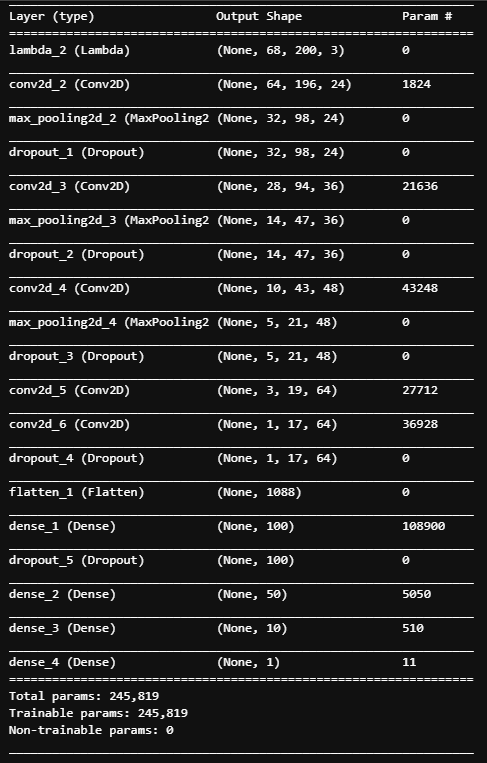 Layer (type) Output Shape Param #
=================================================================
lambda_2 (Lambda) (None, 68, 200, 3) 0
conv2d_2 (Conv2D) (None, 64, 196, 24) 1824
max_pooling2d_2 (MaxPooling2 (None, 32, 98, 24) 0
dropout_1 (Dropout) (None, 32, 98, 24) 0
conv2d_3 (Conv2D) (None, 28, 94, 36) 21636
max_pooling2d_3 (MaxPooling2 (None, 14, 47, 36) 0
dropout_2 (Dropout) (None, 14, 47, 36) 0
conv2d_4 (Conv2D) (None, 10, 43, 48) 43248
max_pooling2d_4 (MaxPooling2 (None, 5, 21, 48) 0
dropout_3 (Dropout) (None, 5, 21, 48) 0
conv2d_5 (Conv2D) (None, 3, 19, 64) 27712
conv2d_6 (Conv2D) (None, 1, 17, 64) 36928
dropout_4 (Dropout) (None, 1, 17, 64) 0
flatten_1 (Flatten) (None, 1088) 0
dense_1 (Dense) (None, 100) 108900
dropout_5 (Dropout) (None, 100) 0
dense_2 (Dense) (None, 50) 5050
dense_3 (Dense) (None, 10) 510
dense_4 (Dense) (None, 1) 11
=================================================================
Total params: 245,819
Trainable params: 245,819
Non-trainable params: 0